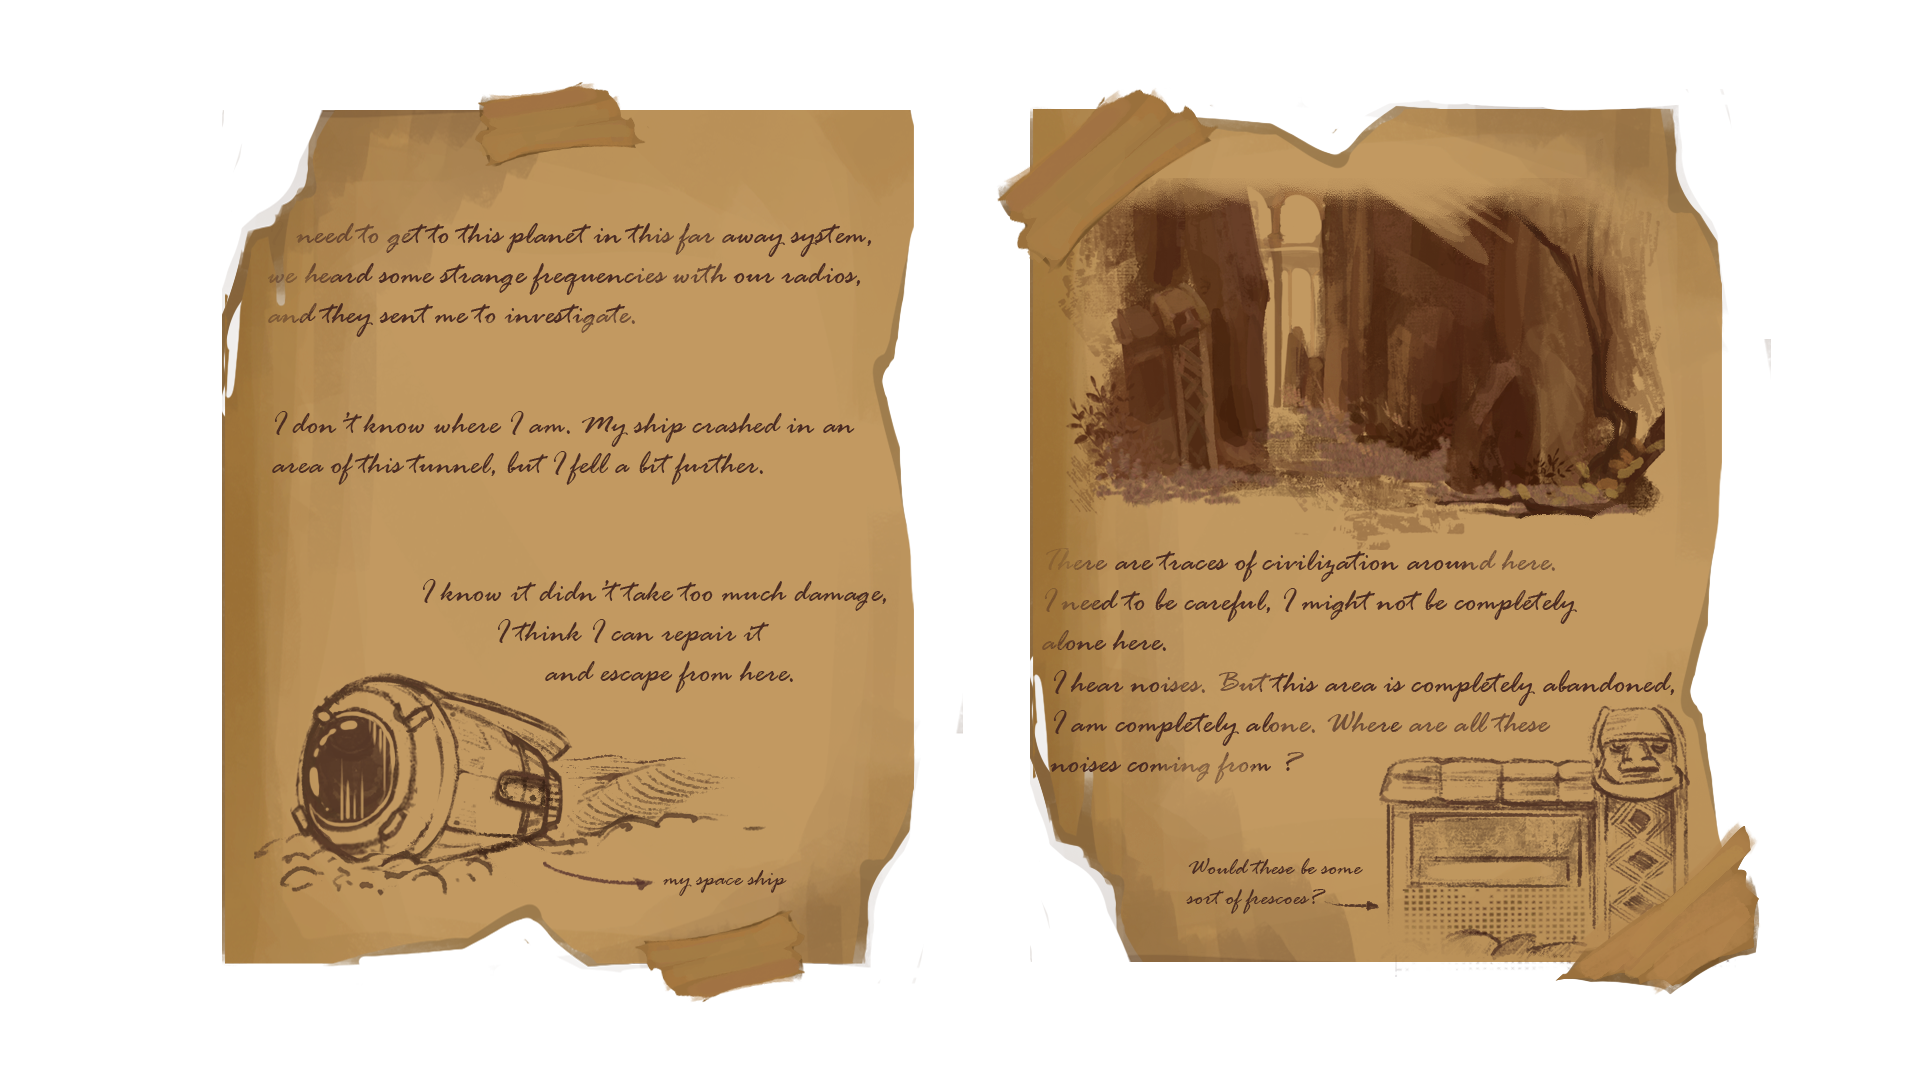 need to get to this planet in this far away system,
we heard some strange frequencies with our radios,
and they sent me to investigate.
I don't know where I am. My ship crashed in an
area of this tunnel, but I fell a bit further.
I know it didn't take too much damage,
I think I can repair it
and escape from here.
my space ship
There are traces of civilization around here.
I need to be careful, I might not be completely
alone here.
I hear noises. But this area is completely abandoned,
I am completely alone. Where are all these
noises coming from ?
Would these be some
sort of frescoes?